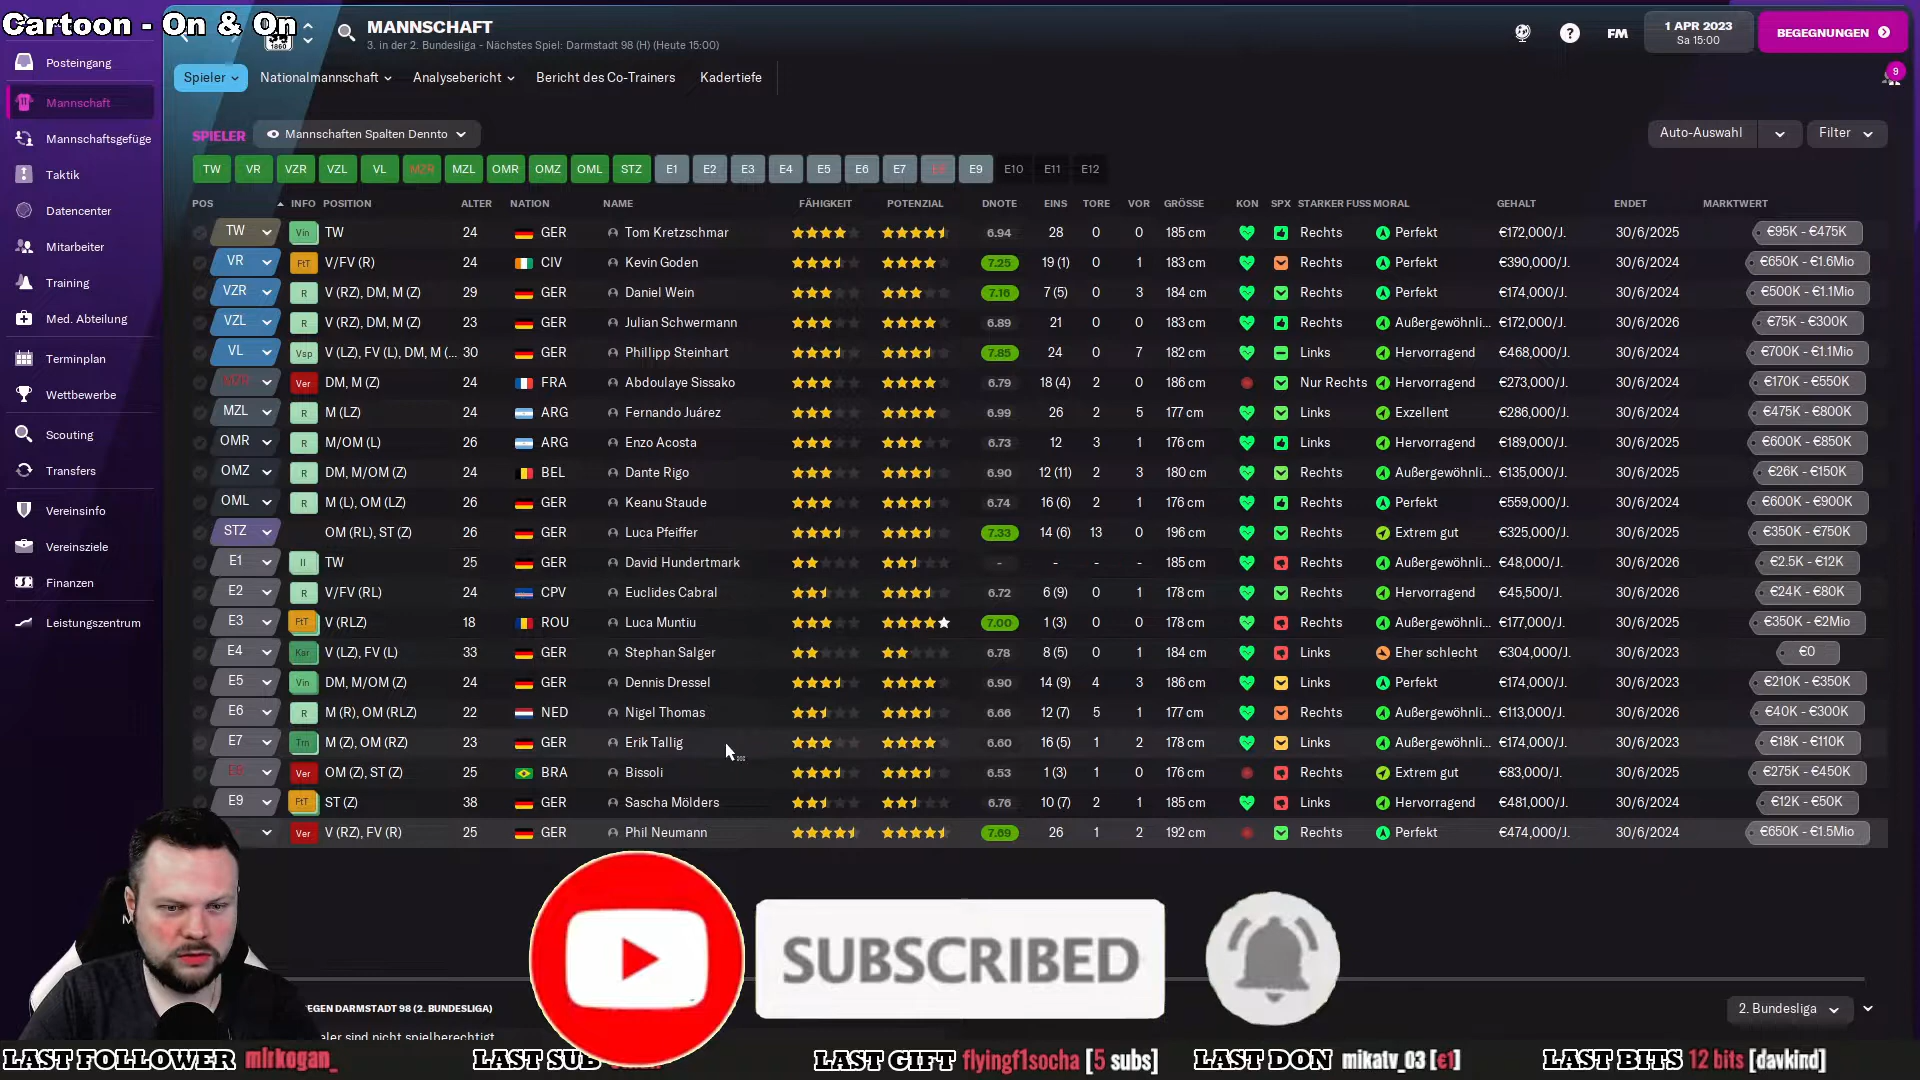 Cartoon - On & On
MANNSCHAFT
3. in der 2. Bundesliga - Nächstes Spiel: Darmstadt 98 (H) (Heute 15:00)
FM
1 APR 2023
Sa 15:00
BEGEGNUNGEN
9
Spieler
Nationalmannschaft
Analysebericht
Bericht des Co-Trainers
Kadertiefe
Posteingang
Mannschaft
Mannschaftsgefüge
Taktik
Datencenter
Mitarbeiter
Training
Med. Abteilung
Terminplan
Wettbewerbe
Scouting
Transfers
Vereinsinfo
Vereinsziele
Finanzen
Leistungszentrum
SPIELER
Mannschaften Spalten Dennto
Auto-Auswahl
Filter
TW VR VZR VZL VL MZR MZL OMR OMZ OML STZ E1 E2 E3 E4 E5 E6 E7 E8 E9 E10 E11 E12
POS INFO POSITION ALTER NATION NAME FÄHIGKEIT POTENZIAL DNOTE EINS TORE VOR GRÖSSE KON SPX STARKER FUSS MORAL GEHALT ENDET MARKTWERT
TW Vin TW 24 GER Tom Kretzschmar 6.94 28 0 0 185 cm Rechts Perfekt €172,000/J. 30/6/2025 €95K - €475K
VR FtT V/FV (R) 24 CIV Kevin Goden 7.25 19 (1) 0 1 183 cm Rechts Perfekt €390,000/J. 30/6/2024 €650K - €1.6Mio
VZR R V (RZ), DM, M (Z) 29 GER Daniel Wein 7.16 7 (5) 0 3 184 cm Rechts Perfekt €174,000/J. 30/6/2024 €500K - €1.1Mio
VZL R V (RZ), DM, M (Z) 23 GER Julian Schwermann 6.89 21 0 0 183 cm Rechts Außergewöhnli... €172,000/J. 30/6/2026 €75K - €300K
VL Vsp V (LZ), FV (L), DM, M (... 30 GER Phillipp Steinhart 7.85 24 0 7 182 cm Links Hervorragend €468,000/J. 30/6/2024 €700K - €1.1Mio
MZR Ver DM, M (Z) 24 FRA Abdoulaye Sissako 6.79 18 (4) 2 0 186 cm Nur Rechts Hervorragend €273,000/J. 30/6/2024 €170K - €550K
MZL R M (LZ) 24 ARG Fernando Juárez 6.99 26 2 5 177 cm Links Exzellent €286,000/J. 30/6/2024 €475K - €800K
OMR R M/OM (L) 26 ARG Enzo Acosta 6.73 12 3 1 176 cm Links Hervorragend €189,000/J. 30/6/2025 €600K - €850K
OMZ R DM, M/OM (Z) 24 BEL Dante Rigo 6.90 12 (11) 2 3 180 cm Rechts Außergewöhnli... €135,000/J. 30/6/2025 €26K - €150K
OML R M (L), OM (LZ) 26 GER Keanu Staude 6.74 16 (6) 2 1 176 cm Rechts Perfekt €559,000/J. 30/6/2025 €600K - €900K
STZ OM (RL), ST (Z) 26 GER Luca Pfeiffer 7.33 14 (6) 13 0 196 cm Rechts Extrem gut €325,000/J. 30/6/2025 €350K - €750K
E1 II TW 25 GER David Hundertmark - - - - 185 cm Rechts Außergewöhnli... €48,000/J. 30/6/2026 €2.5K - €12K
E2 R V/FV (RL) 24 CPV Euclides Cabral 6.72 6 (9) 0 1 178 cm Rechts Hervorragend €45,500/J. 30/6/2026 €24K - €80K
E3 FtT V (RLZ) 18 ROU Luca Muntiu 7.00 1 (3) 0 0 178 cm Rechts Außergewöhnli... €177,000/J. 30/6/2025 €350K - €2Mio
E4 Kar V (LZ), FV (L) 33 GER Stephan Salger 6.78 8 (5) 0 1 184 cm Links Eher schlecht €304,000/J. 30/6/2023 €0
E5 Vin DM, M/OM (Z) 24 GER Dennis Dressel 6.90 14 (9) 4 3 186 cm Links Perfekt €174,000/J. 30/6/2023 €210K - €350K
E6 R M (R), OM (RLZ) 22 NED Nigel Thomas 6.66 12 (7) 5 1 177 cm Rechts Außergewöhnli... €113,000/J. 30/6/2026 €40K - €300K
E7 Trn M (Z), OM (RZ) 23 GER Erik Tallig 6.60 16 (5) 1 2 178 cm Links Außergewöhnli... €174,000/J. 30/6/2023 €18K - €110K
E8 Ver OM (Z), ST (Z) 25 BRA Bissoli 6.53 1 (3) 1 0 176 cm Rechts Extrem gut €83,000/J. 30/6/2025 €275K - €450K
E9 FtT ST (Z) 38 GER Sascha Mölders 6.76 10 (7) 2 1 185 cm Links Hervorragend €481,000/J. 30/6/2024 €12K - €50K
Ver V (RZ), FV (R) 25 GER Phil Neumann 7.69 26 1 2 192 cm Rechts Perfekt €474,000/J. 30/6/2024 €650K - €1.5Mio
SUBSCRIBED
EGEN DARMSTADT 98 (2. BUNDESLIGA)
eler sind nicht spielberechtigt
2. Bundesliga
LAST FOLLOWER mirkogan_
LAST SUB
LAST GIFT flyingf1socha [5 subs]
LAST DON mikatv_03 [€1]
LAST BITS 12 bits [davkind]